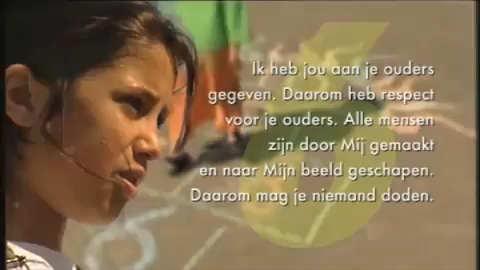 Ik heb jou aan je ouders
gegeven. Daarom heb respect
voor je ouders. Alle mensen
zijn door Mij gemaakt
en naar Mijn beeld geschapen.
Daarom mag je niemand doden.